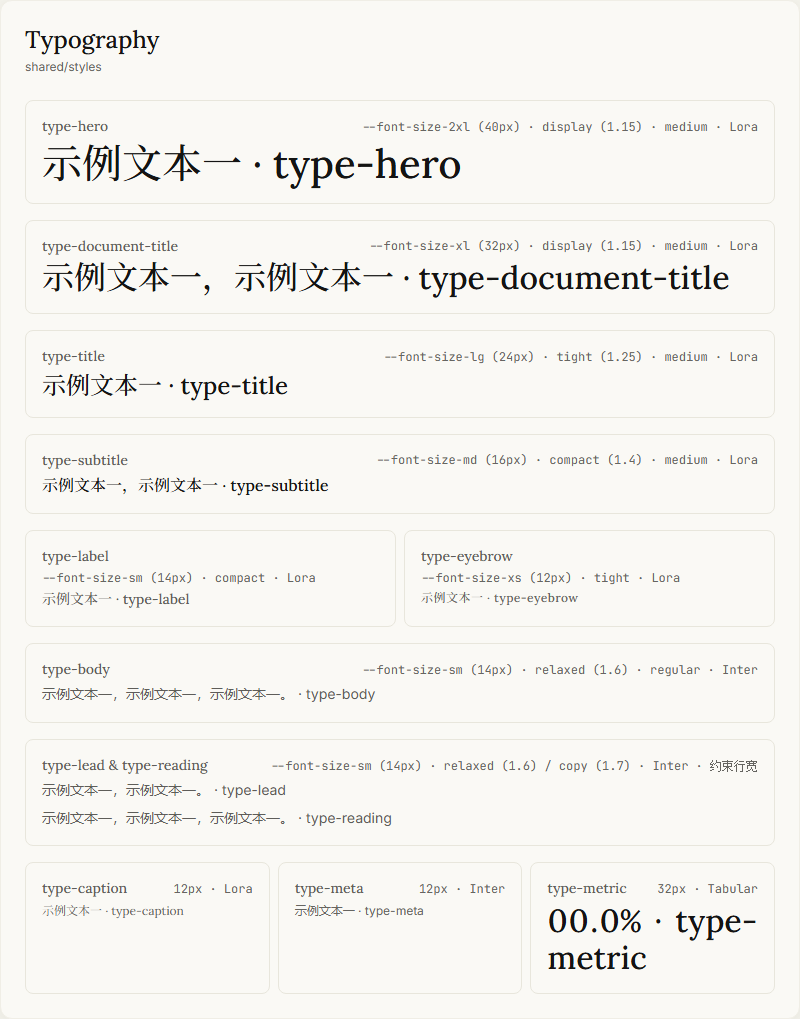 Typography
shared/styles
type-hero --font-size-2xl (40px) · display (1.15) · medium · Lora
示例文本一 · type-hero
type-document-title --font-size-xl (32px) · display (1.15) · medium · Lora
示例文本一，示例文本一 · type-document-title
type-title --font-size-lg (24px) · tight (1.25) · medium · Lora
示例文本一 · type-title
type-subtitle --font-size-md (16px) · compact (1.4) · medium · Lora
示例文本一，示例文本一 · type-subtitle
type-label
--font-size-sm (14px) · compact · Lora
示例文本一 · type-label
type-eyebrow
--font-size-xs (12px) · tight · Lora
示例文本一 · type-eyebrow
type-body --font-size-sm (14px) · relaxed (1.6) · regular · Inter
示例文本一，示例文本一，示例文本一。 · type-body
type-lead & type-reading --font-size-sm (14px) · relaxed (1.6) / copy (1.7) · Inter · 约束行宽
示例文本一，示例文本一。 · type-lead
示例文本一，示例文本一，示例文本一。 · type-reading
type-caption 12px · Lora
示例文本一 · type-caption
type-meta 12px · Inter
示例文本一 · type-meta
type-metric 32px · Tabular
00.0% · type-
metric